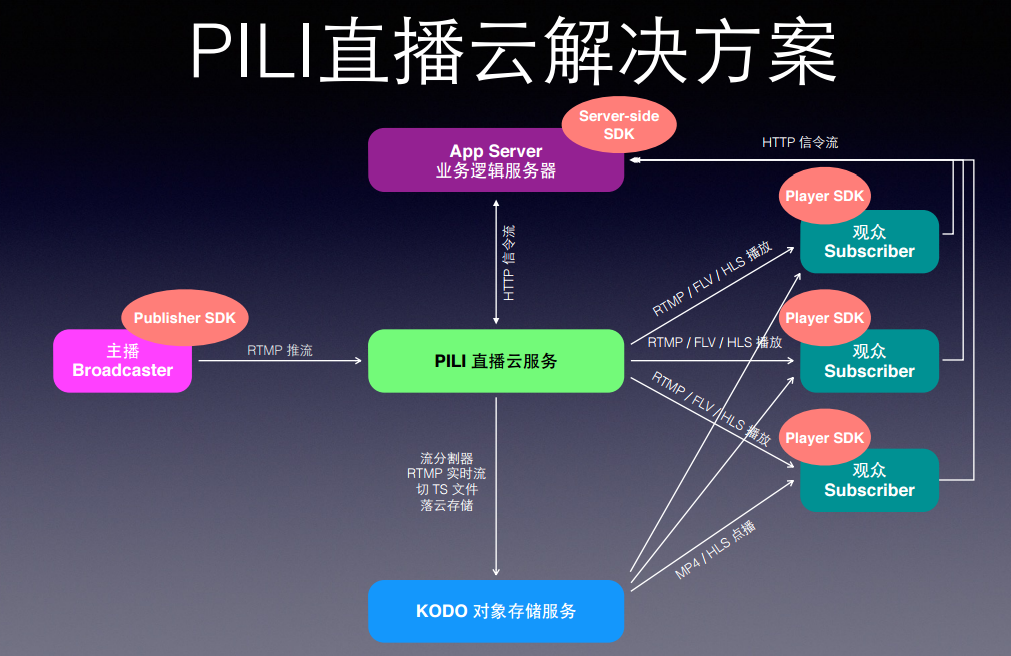 PILI直播云解决方案
Server-side
SDK
App Server
业务逻辑服务器
HTTP 信令流
Player SDK
观众
Subscriber
HTTP 信令流
RTMP / FLV / HLS 播放
Publisher SDK
主播
Broadcaster
RTMP 推流
PILI 直播云服务
RTMP / FLV / HLS 播放
Player SDK
观众
Subscriber
RTMP / FLV / HLS 播放
Player SDK
观众
Subscriber
流分割器
RTMP 实时流
切 TS 文件
落云存储
MP4 / HLS 点播
KODO 对象存储服务